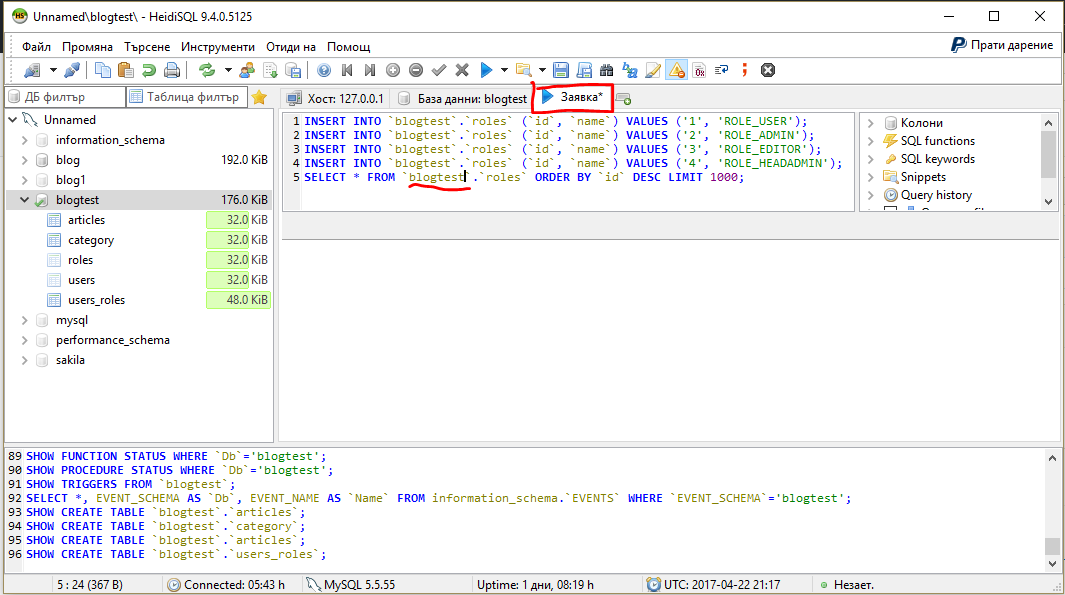 Unnamed\blogtest\ - HeidiSQL 9.4.0.5125
Файл Промяна Търсене Инструменти Отиди на Помощ
Прати дарение
ДБ филтър Таблица филтър
Хост: 127.0.0.1 База данни: blogtest Заявка*
Unnamed
information_schema
blog 192.0 KiB
blog1
blogtest 176.0 KiB
articles 32.0 KiB
category 32.0 KiB
roles 32.0 KiB
users 32.0 KiB
users_roles 48.0 KiB
mysql
performance_schema
sakila
1 INSERT INTO `blogtest`.`roles` (`id`, `name`) VALUES ('1', 'ROLE_USER');
2 INSERT INTO `blogtest`.`roles` (`id`, `name`) VALUES ('2', 'ROLE_ADMIN');
3 INSERT INTO `blogtest`.`roles` (`id`, `name`) VALUES ('3', 'ROLE_EDITOR');
4 INSERT INTO `blogtest`.`roles` (`id`, `name`) VALUES ('4', 'ROLE_HEADADMIN');
5 SELECT * FROM `blogtest`.`roles` ORDER BY `id` DESC LIMIT 1000;
Колони
SQL functions
SQL keywords
Snippets
Query history
89 SHOW FUNCTION STATUS WHERE `Db`='blogtest';
90 SHOW PROCEDURE STATUS WHERE `Db`='blogtest';
91 SHOW TRIGGERS FROM `blogtest`;
92 SELECT *, EVENT_SCHEMA AS `Db`, EVENT_NAME AS `Name` FROM information_schema.`EVENTS` WHERE `EVENT_SCHEMA`='blogtest';
93 SHOW CREATE TABLE `blogtest`.`articles`;
94 SHOW CREATE TABLE `blogtest`.`category`;
95 SHOW CREATE TABLE `blogtest`.`articles`;
96 SHOW CREATE TABLE `blogtest`.`users_roles`;
5 : 24 (367 B) Connected: 05:43 h MySQL 5.5.55 Uptime: 1 дни, 08:19 h UTC: 2017-04-22 21:17 Незает.